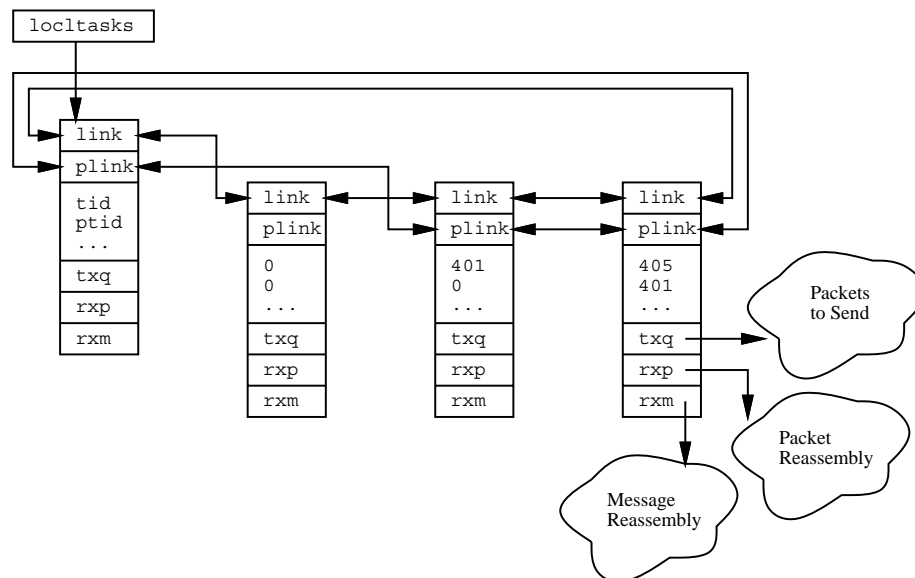 locltasks
link
plink
tid
ptid
...
txq
rxp
rxm
link
plink
0
0
...
txq
rxp
rxm
link
plink
401
0
...
txq
rxp
rxm
link
plink
405
401
...
txq
rxp
rxm
Packets
to Send
Packet
Reassembly
Message
Reassembly